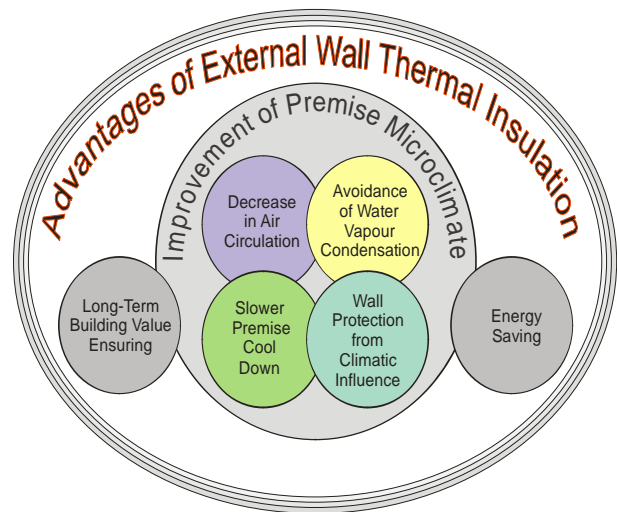 Advantages of External Wall Thermal Insulation
Improvement of Premise Microclimate
Decrease
in Air
Circulation
Avoidance
of Water
Vapour
Condensation
Long-Term
Building Value
Ensuring
Slower
Premise
Cool
Down
Wall
Protection
from
Climatic
Influence
Energy
Saving